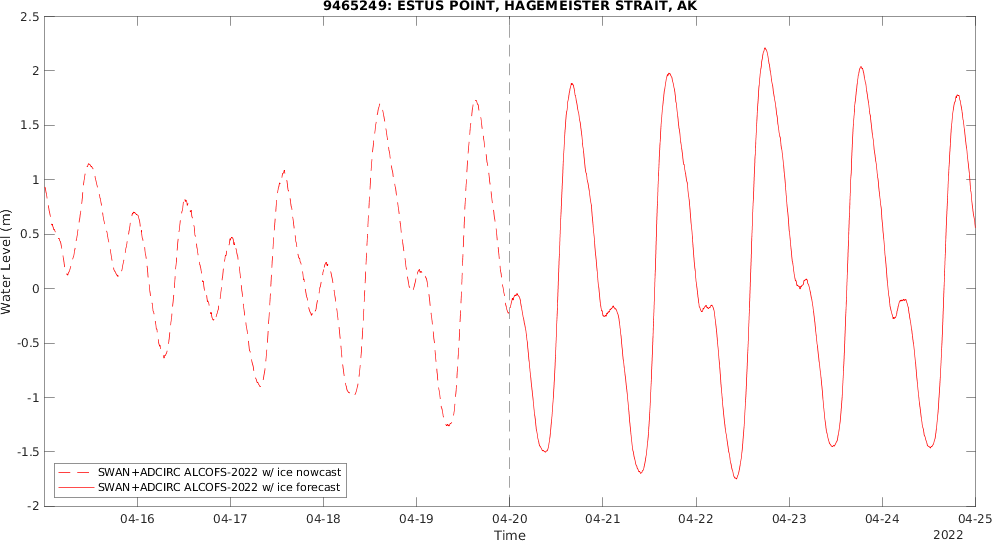 9465249: ESTUS POINT, HAGEMEISTER STRAIT, AK
2.5
2
1.5
1
0.5
0
-0.5
-1
-1.5
-2
Water Level (m)
SWAN+ADCIRC ALCOFS-2022 w/ ice nowcast
SWAN+ADCIRC ALCOFS-2022 w/ ice forecast
04-16 04-17 04-18 04-19 04-20 04-21 04-22 04-23 04-24 04-25
Time
2022